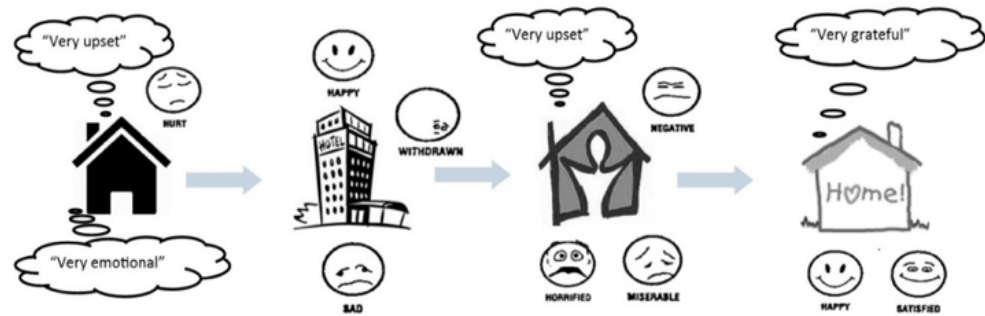 “Very upset”
HURT
“Very emotional”
HAPPY
HOTEL
WITHDRAWN
SAD
“Very upset”
NEGATIVE
HORRIFIED
MISERABLE
“Very grateful”
Home!
HAPPY
SATISFIED